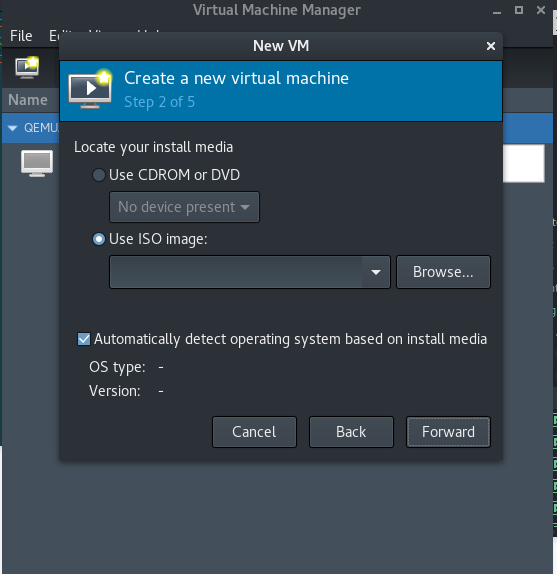 Virtual Machine Manager
File
New VM
Create a new virtual machine
Step 2 of 5
Name
QEMU
Locate your install media
Use CDROM or DVD
No device present
Use ISO image:
Browse...
Automatically detect operating system based on install media
OS type: -
Version: -
Cancel Back Forward